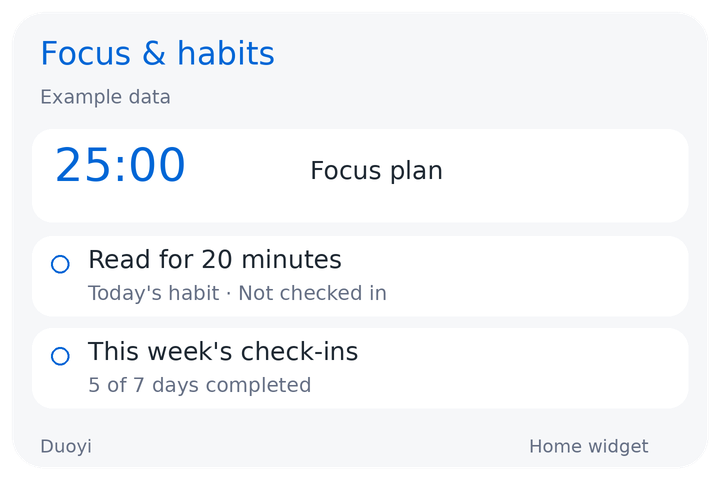 Focus & habits
Example data
25:00
Focus plan
Read for 20 minutes
Today's habit · Not checked in
This week's check-ins
5 of 7 days completed
Duoyi
Home widget